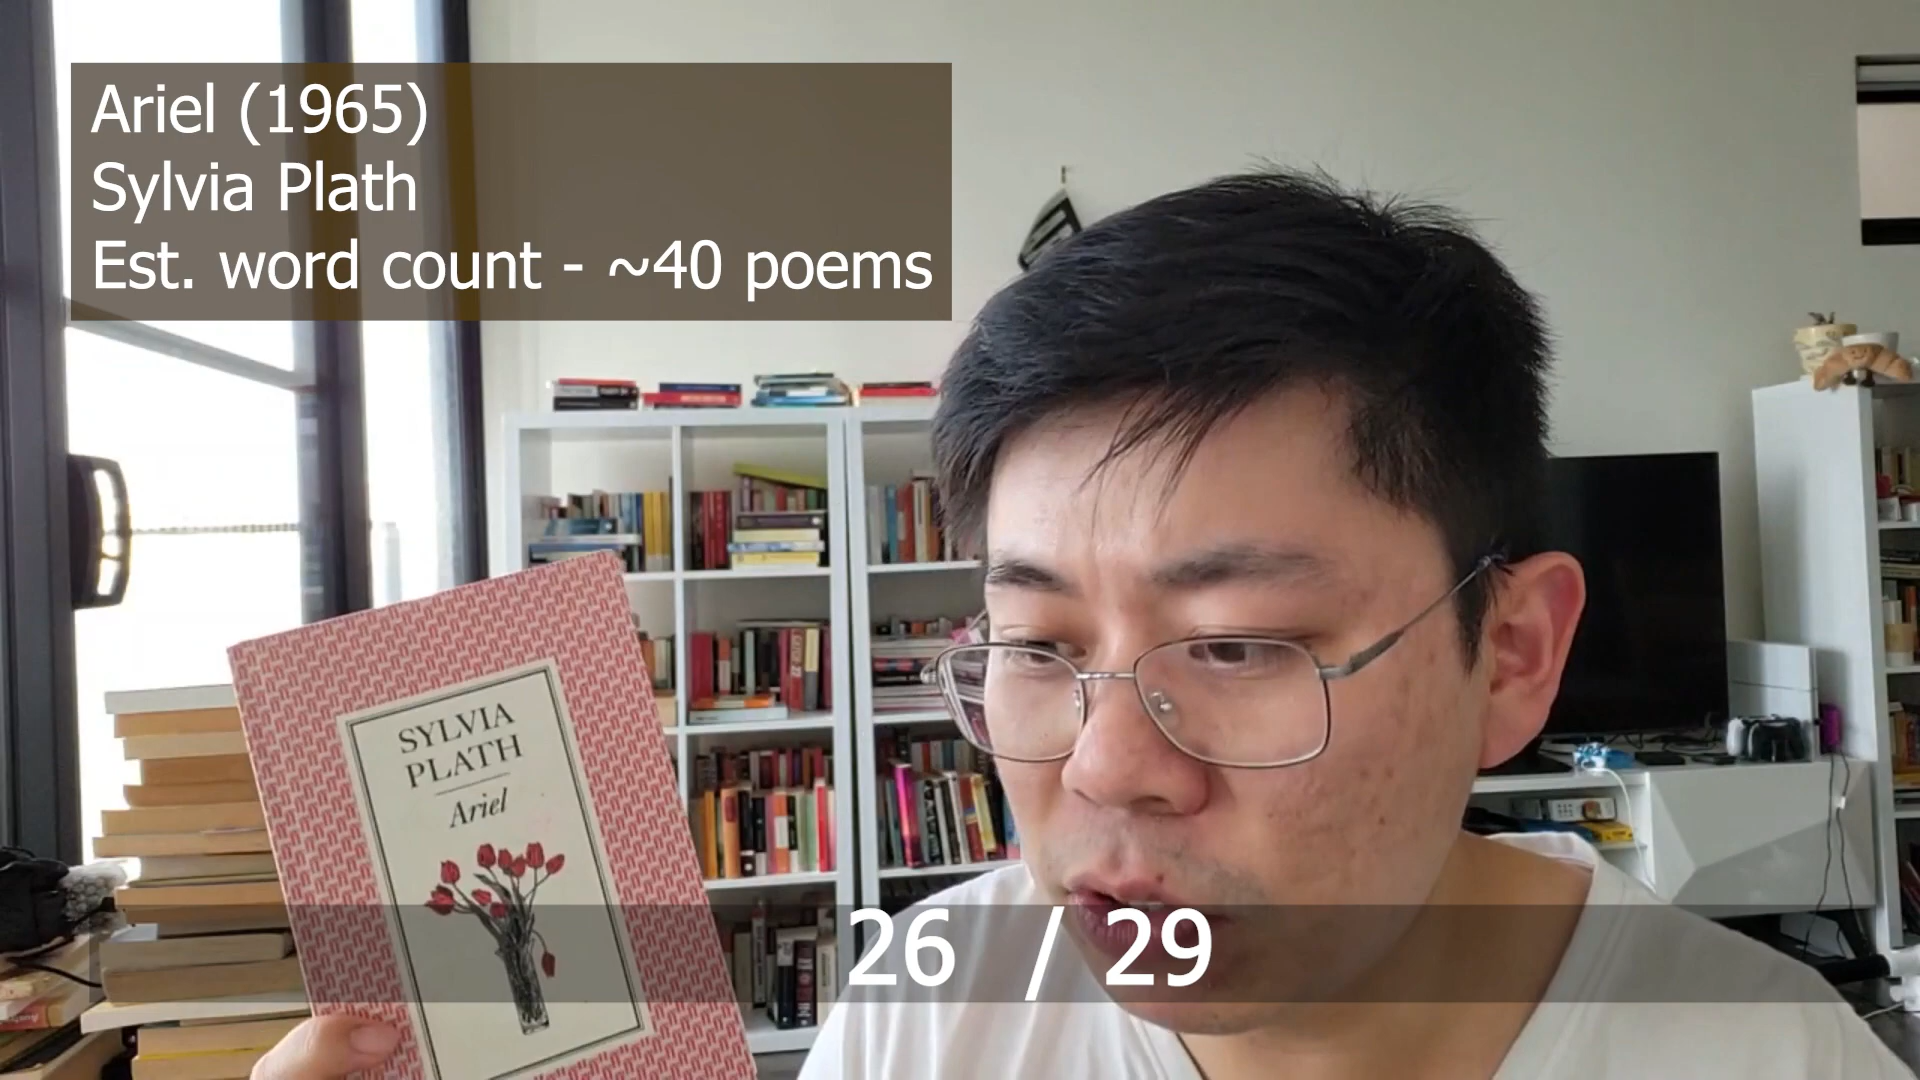 Ariel (1965)
Sylvia Plath
Est. word count - ~40 poems
SYLVIA
PLATH
Ariel
26 / 29